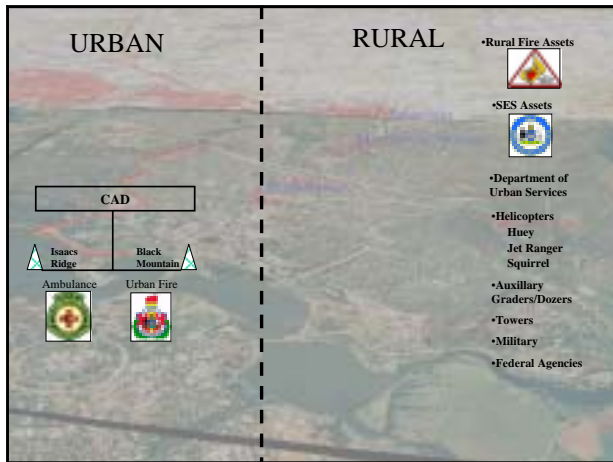 URBAN
CAD
Isaacs
Ridge
Black
Mountain
Ambulance
Urban Fire
RURAL
•Rural Fire Assets
•SES Assets
•Department of
Urban Services
•Helicopters
Huey
Jet Ranger
Squirrel
•Auxillary
Graders/Dozers
•Towers
•Military
•Federal Agencies